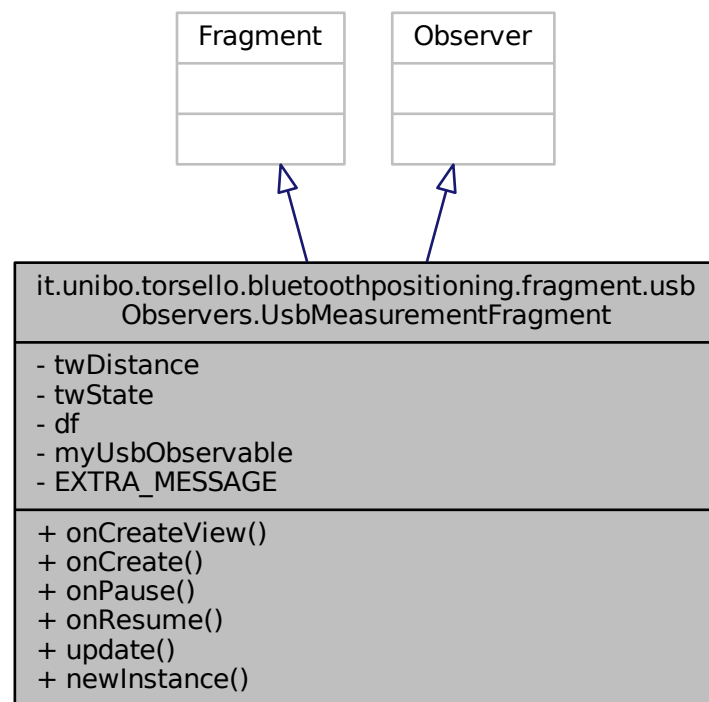 Fragment
Observer
it.unibo.torsello.bluetoothpositioning.fragment.usb
Observers.UsbMeasurementFragment
- twDistance
- twState
- df
- myUsbObservable
- EXTRA_MESSAGE
+ onCreateView()
+ onCreate()
+ onPause()
+ onResume()
+ update()
+ newInstance()